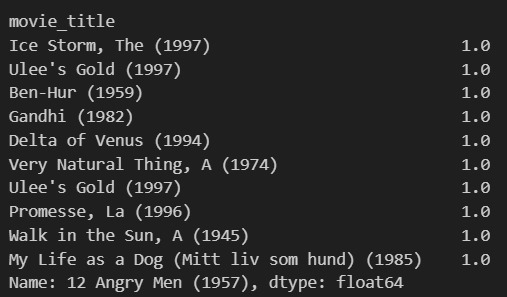 movie_title
Ice Storm, The (1997) 1.0
Ulee's Gold (1997) 1.0
Ben-Hur (1959) 1.0
Gandhi (1982) 1.0
Delta of Venus (1994) 1.0
Very Natural Thing, A (1974) 1.0
Ulee's Gold (1997) 1.0
Promesse, La (1996) 1.0
Walk in the Sun, A (1945) 1.0
My Life as a Dog (Mitt liv som hund) (1985) 1.0
Name: 12 Angry Men (1957), dtype: float64